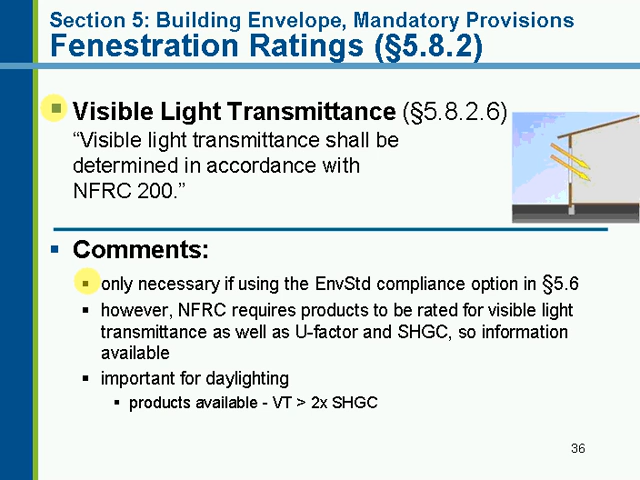 Section 5: Building Envelope, Mandatory Provisions
Fenestration Ratings (§5.8.2)
Visible Light Transmittance (§5.8.2.6)
“Visible light transmittance shall be
determined in accordance with
NFRC 200.”
Comments:
only necessary if using the EnvStd compliance option in §5.6
however, NFRC requires products to be rated for visible light
transmittance as well as U-factor and SHGC, so information
available
important for daylighting
products available - VT > 2x SHGC
36